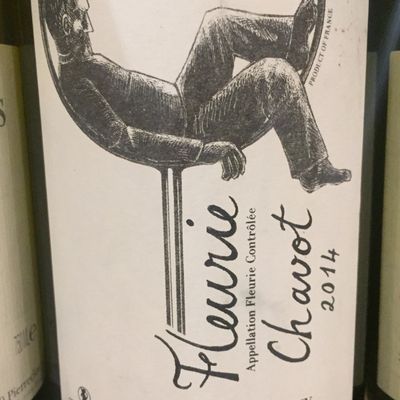 PRODUCT OF FRANCE
Fleurie
Appellation Fleurie Contrôlée
Chavot
2014